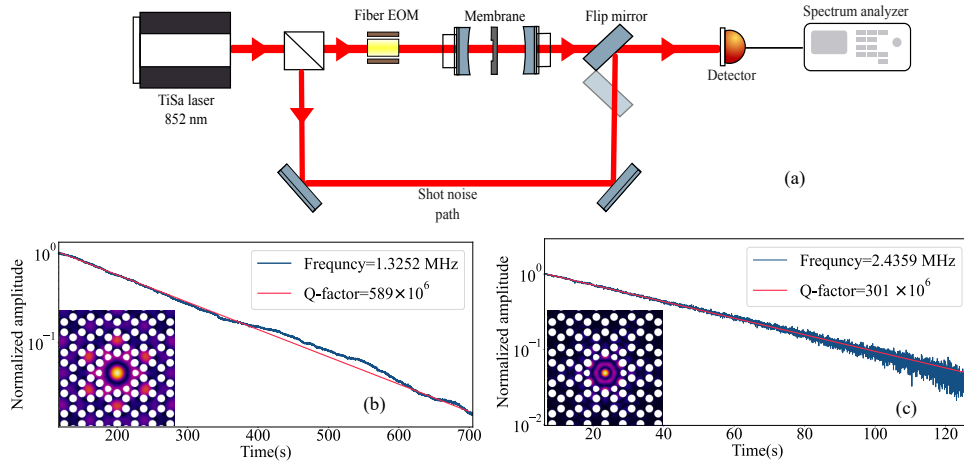 Fiber EOM
Membrane
Flip mirror
Spectrum analyzer
TiSa laser
852 nm
Detector
Shot noise
path
(a)
Normalized amplitude
10^0
10^-1
Frequncy=1.3252 MHz
Q-factor=589×10^6
(b)
200
300
400
500
600
700
Time(s)
Normalized amplitude
10^0
10^-1
10^-2
Frequncy=2.4359 MHz
Q-factor=301 ×10^6
(c)
20
40
60
80
100
120
Time(s)